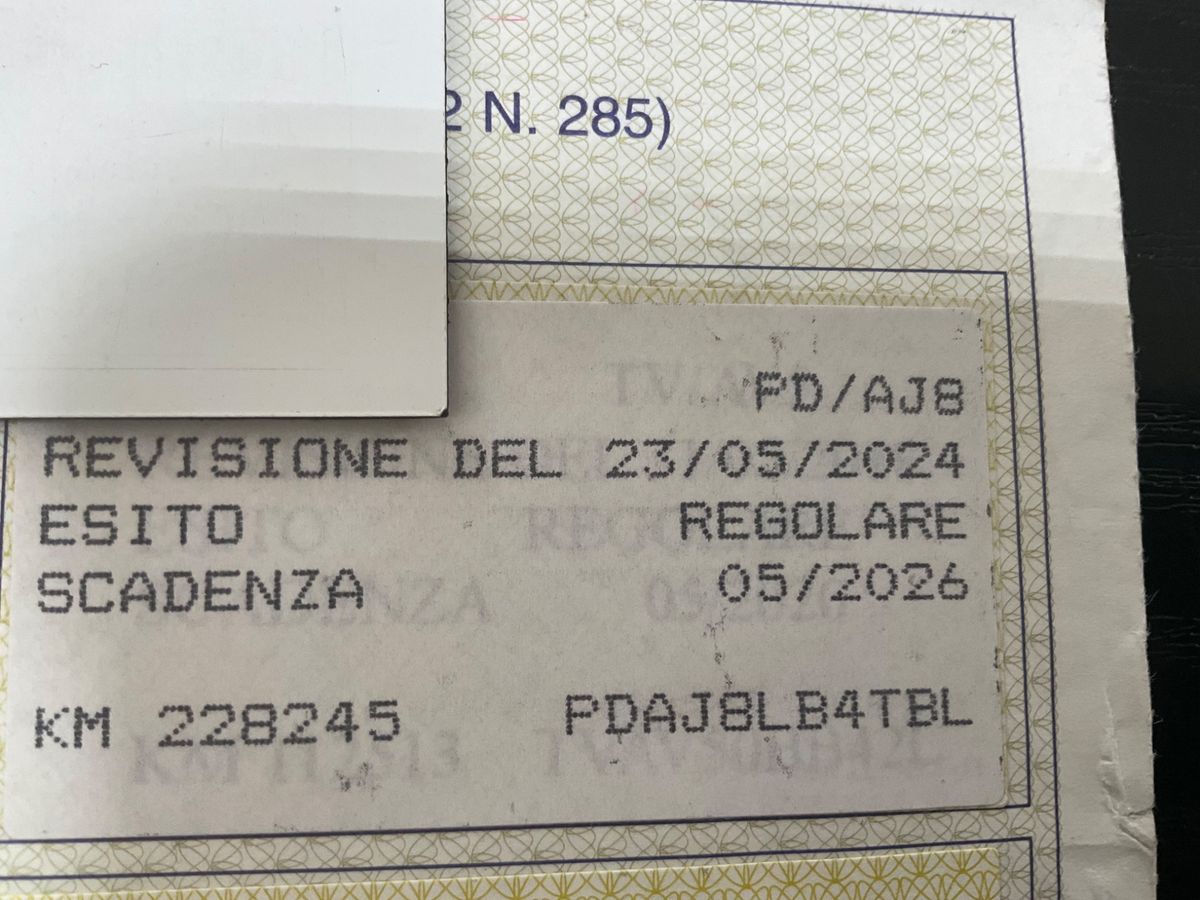 2 N. 285)
PD/AJ8
REVISIONE DEL 23/05/2024
ESITO REGOLARE
SCADENZA 05/2026
KM 228245 PDAJ8LB4TBL